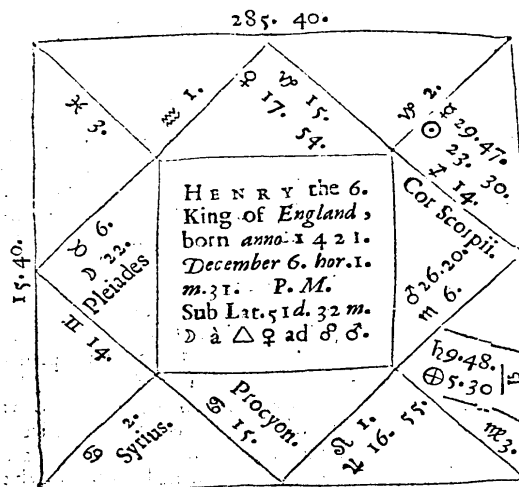 285. 40.
♓ 3.
♒ 1.
♀ ♑ 15.
17. 54.
♑ 2.
☉ ☿ 29.47.
23. 30.
♐ 14.
Cor Scorpii.
HENRY the 6.
King of England,
born anno 1421.
December 6. hor.1.
m.31. P.M.
Sub Lat.51d. 32 m.
☽ à △ ♀ ad ☍ ♂.
15.40.
♉ 6.
☽ 22.
Pleiades
♊ 14.
♂ 26.20.
♏ 6.
♄ 9.48.
⊕ 5.30
♍ 3.
♋ 2.
Syrius.
Procyon.
♋ 15.
♌ 1.
♃ 16. 55.